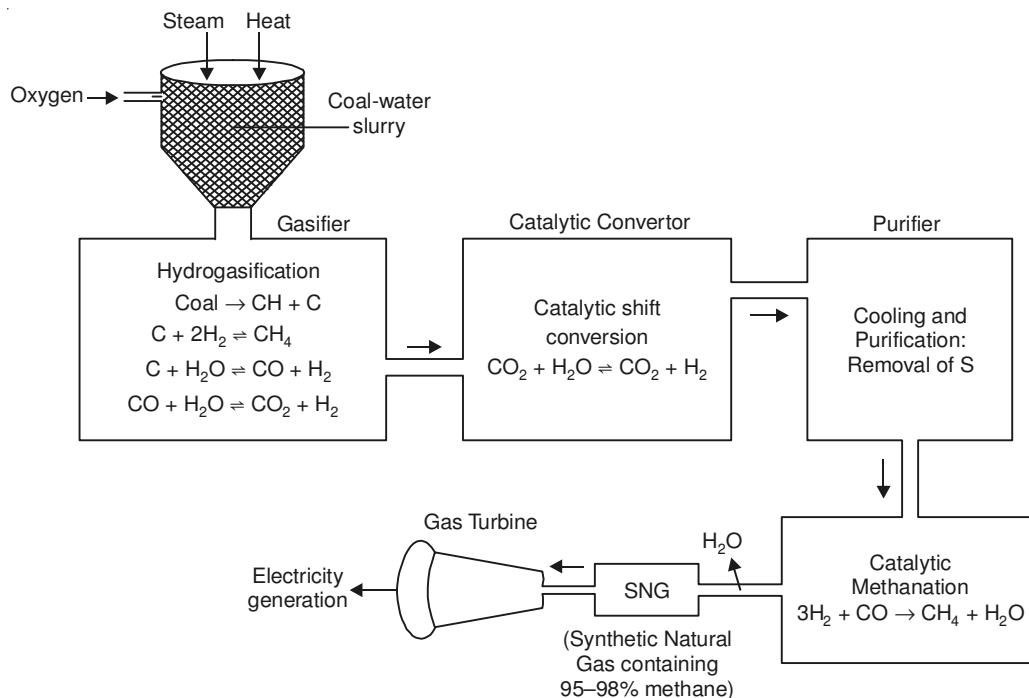 Steam Heat
Oxygen
Coal-water
slurry
Gasifier
Hydrogasification
Coal → CH + C
C + 2H₂ ⇌ CH₄
C + H₂O ⇌ CO + H₂
CO + H₂O ⇌ CO₂ + H₂
Catalytic Convertor
Catalytic shift
conversion
CO₂ + H₂O ⇌ CO₂ + H₂
Purifier
Cooling and
Purification:
Removal of S
Catalytic
Methanation
3H₂ + CO → CH₄ + H₂O
H₂O
SNG
(Synthetic Natural
Gas containing
95–98% methane)
Gas Turbine
Electricity
generation